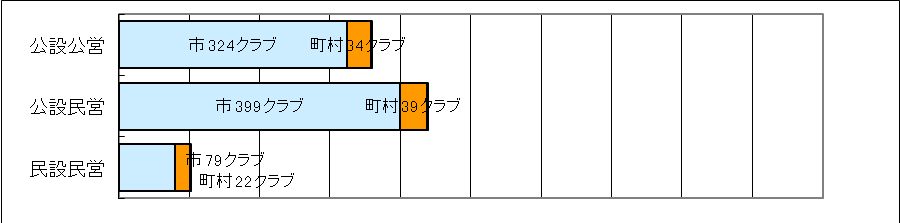 公設公営 市324クラブ 町村34クラブ
公設民営 市399クラブ 町村39クラブ
民設民営 市79クラブ
町村22クラブ